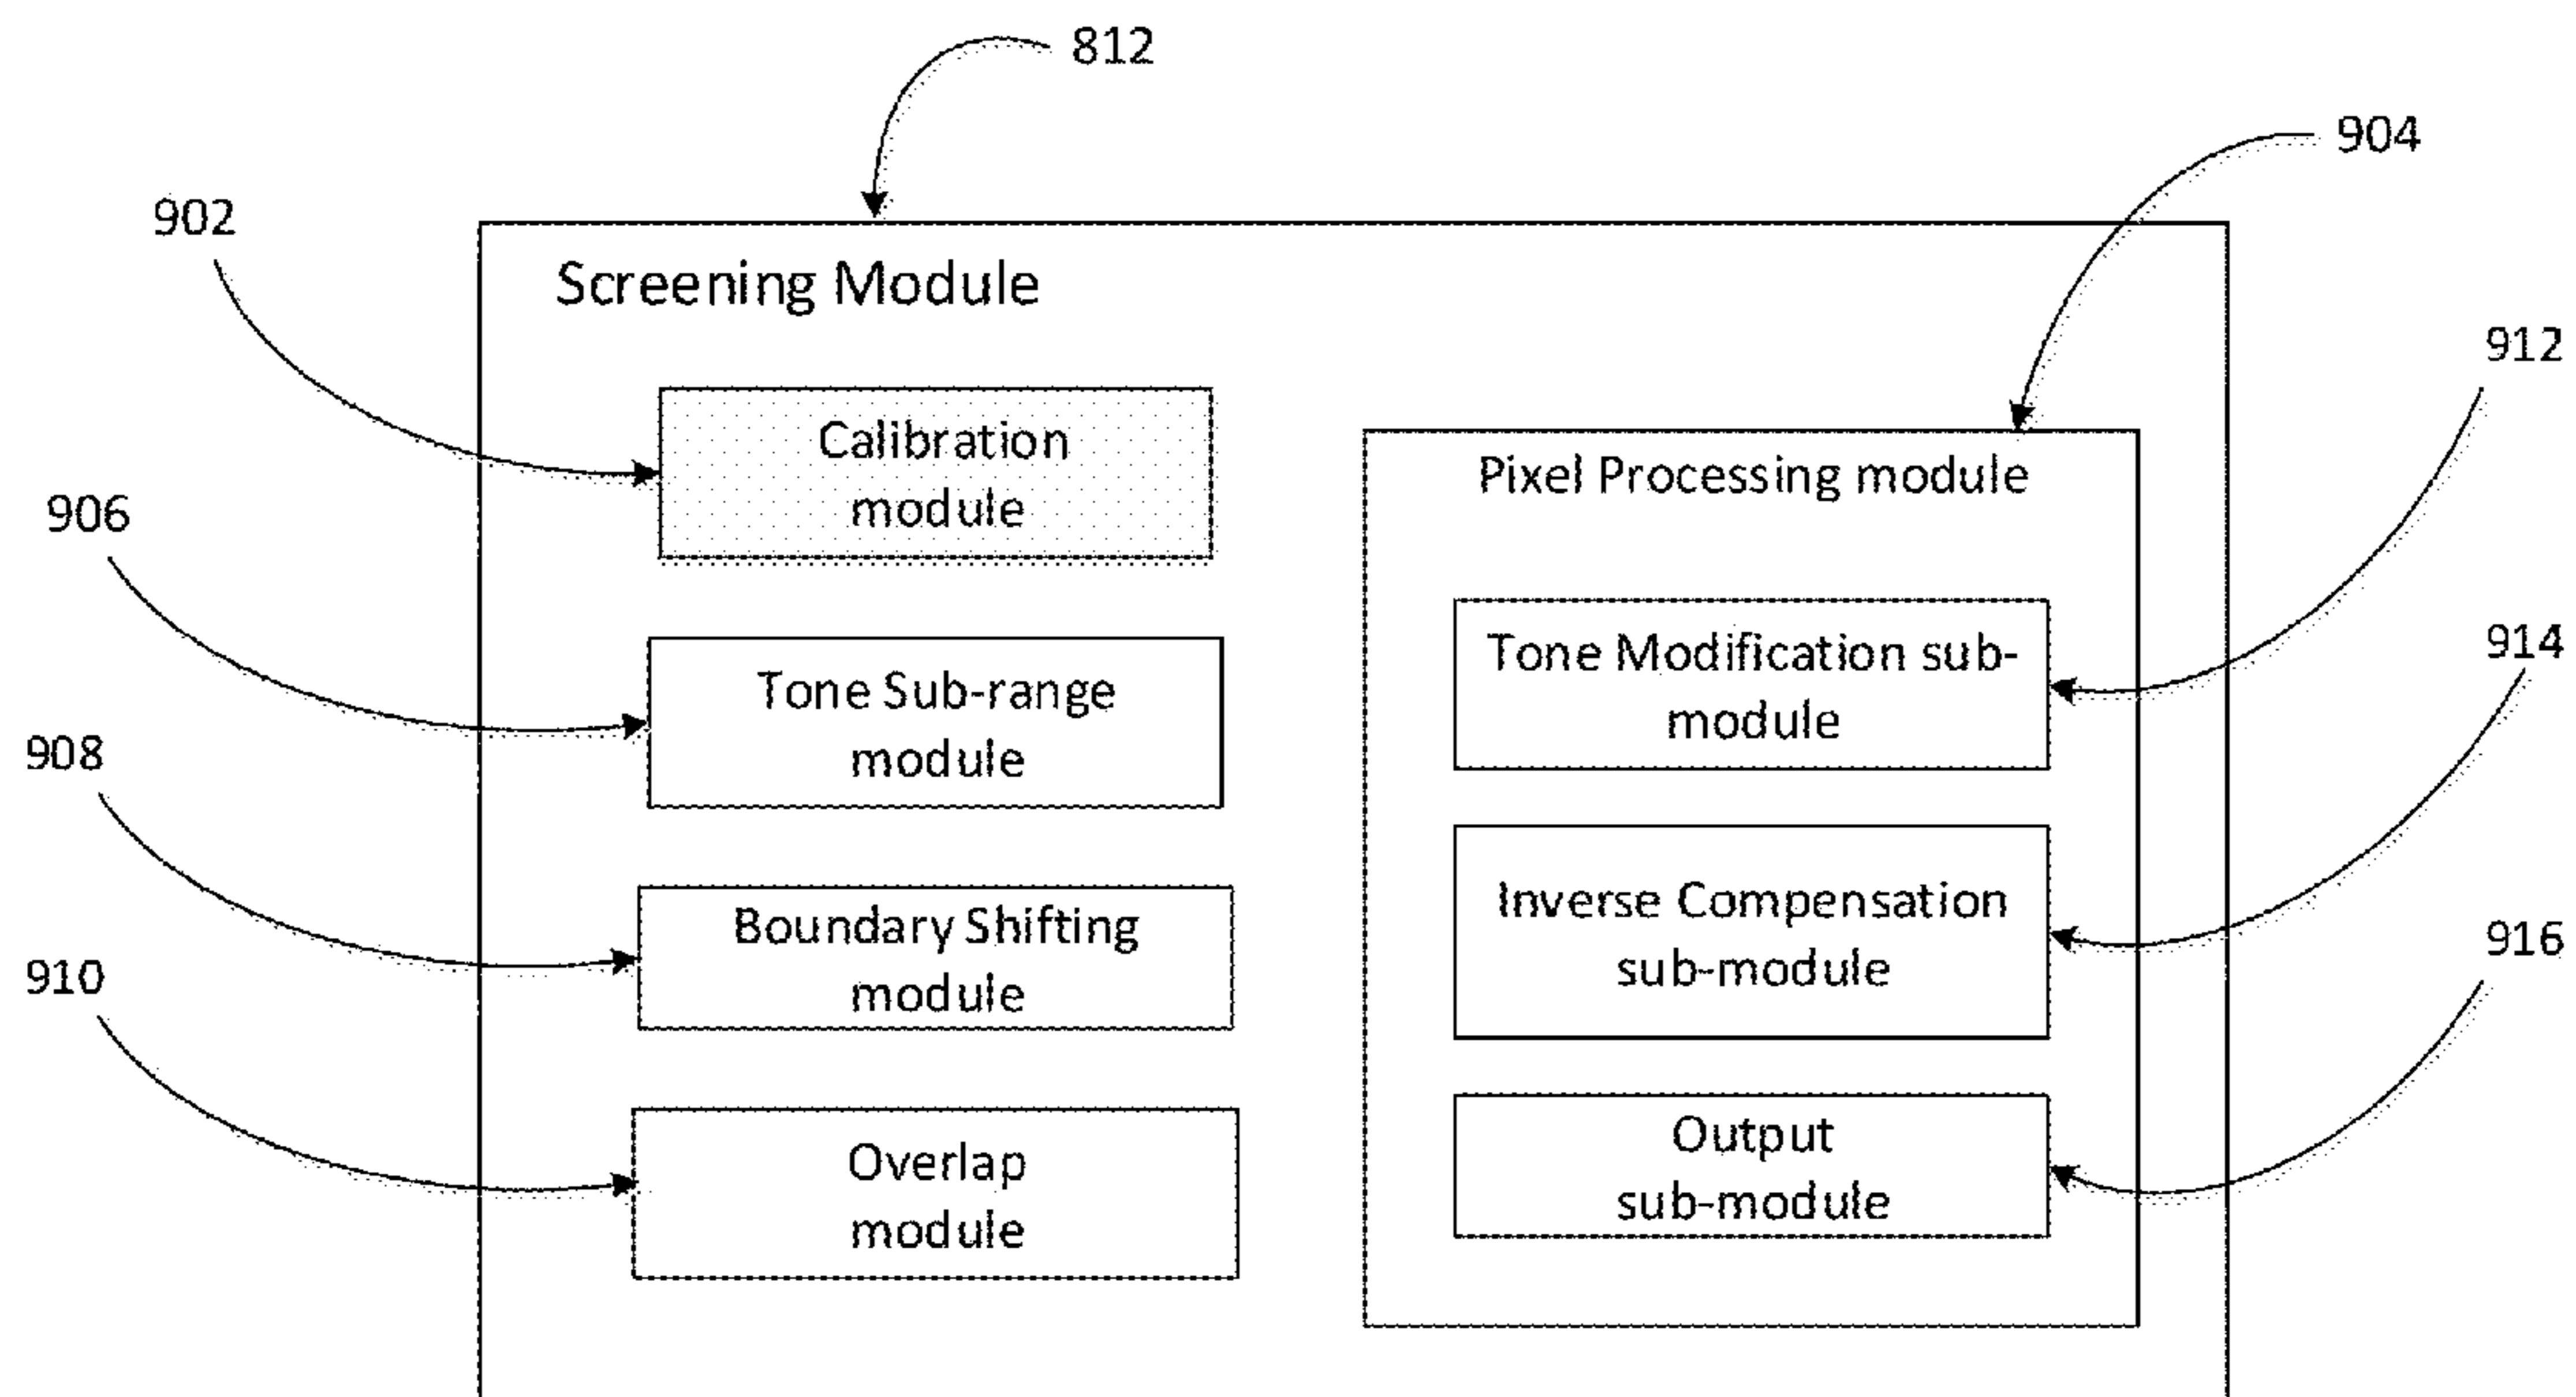 812
904
902
Screening Module
912
Calibration
module
Pixel Processing module
906
Tone Sub-range
module
Tone Modification sub-
module
914
908
Boundary Shifting
module
Inverse Compensation
sub-module
916
910
Overlap
module
Output
sub-module